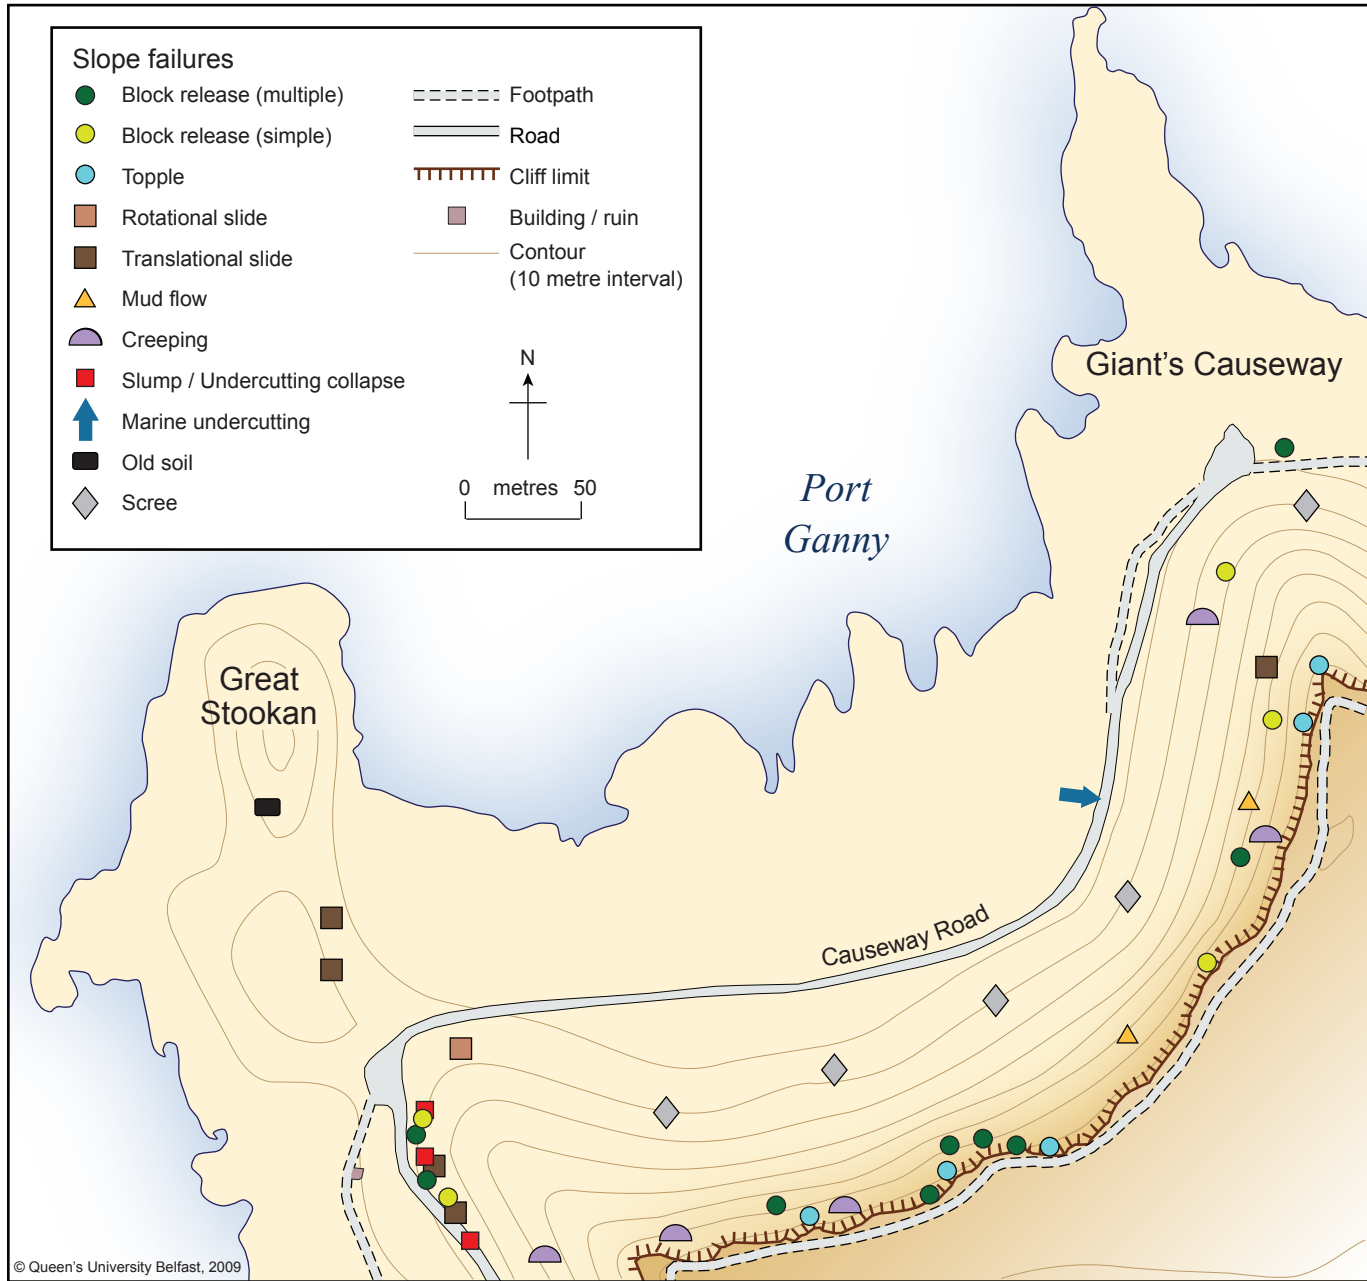 Slope failures
Block release (multiple)
Block release (simple)
Topple
Rotational slide
Translational slide
Mud flow
Creeping
Slump / Undercutting collapse
Marine undercutting
Old soil
Scree
Footpath
Road
Cliff limit
Building / ruin
Contour
(10 metre interval)
N
0 metres 50
Giant's Causeway
Port
Ganny
Great
Stookan
Causeway Road
© Queen's University Belfast, 2009